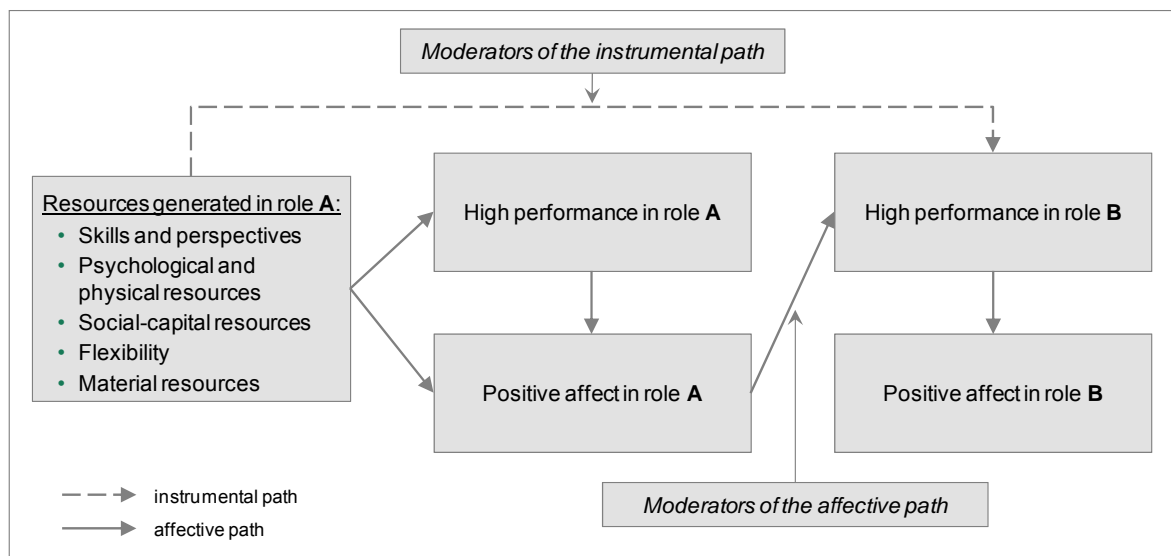 Moderators of the instrumental path
Resources generated in role A:
• Skills and perspectives
• Psychological and
physical resources
• Social-capital resources
• Flexibility
• Material resources
High performance in role A
High performance in role B
Positive affect in role A
Positive affect in role B
Moderators of the affective path
instrumental path
affective path